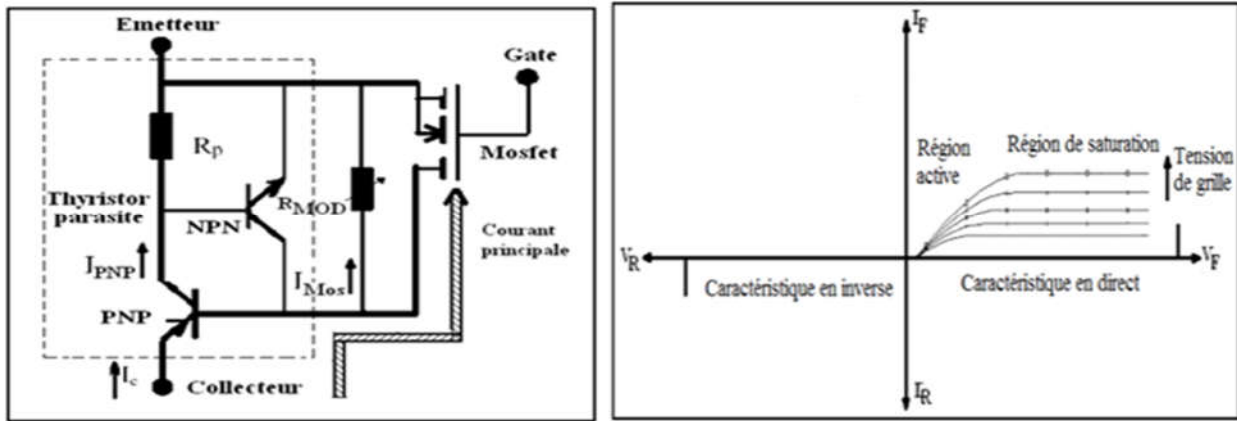 Emetteur
Gate
Rp
Mosfet
Thyristor
parasite
NPN
RMOD
Courant
principale
JPNP
JMos
PNP
Ic
Collecteur
IF
Région
active
Région de saturation
Tension
de grille
VR
VF
Caractéristique en inverse
Caractéristique en direct
IR